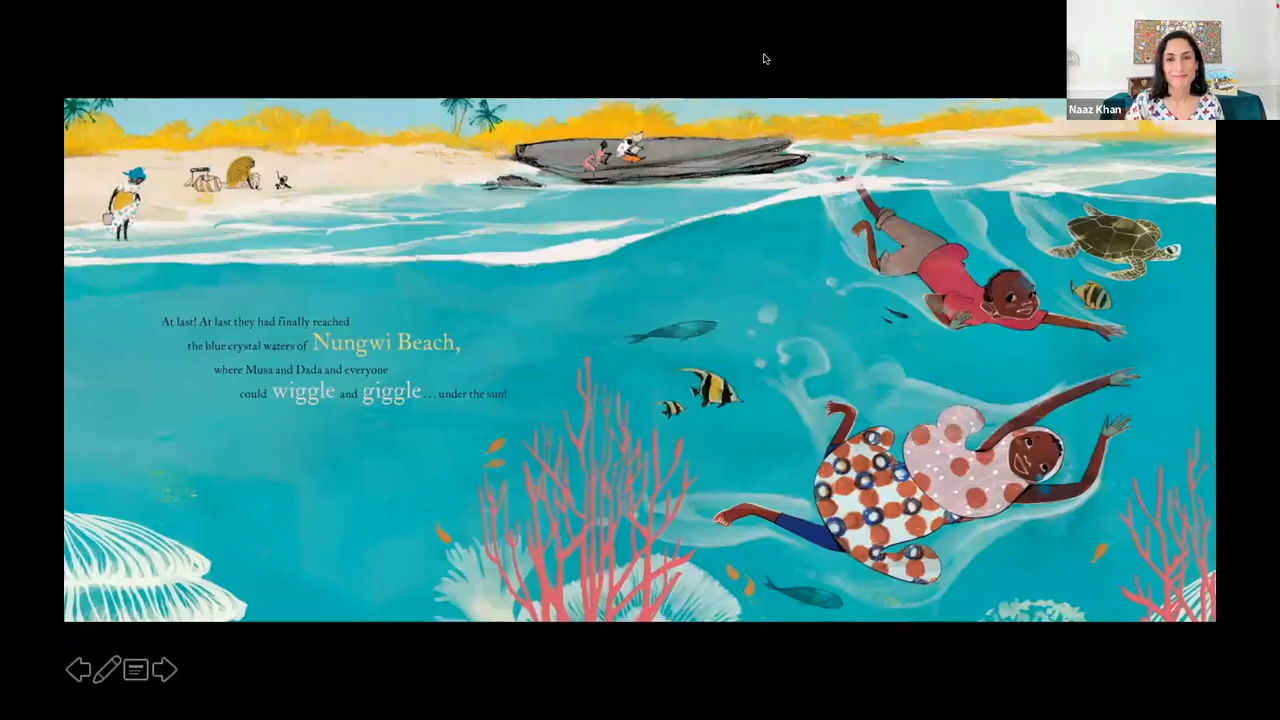 Naaz Khan
At last! At last they had finally reached
the blue crystal waters of Nungwi Beach,
where Musa and Dada and everyone
could wiggle and giggle ... under the sun!